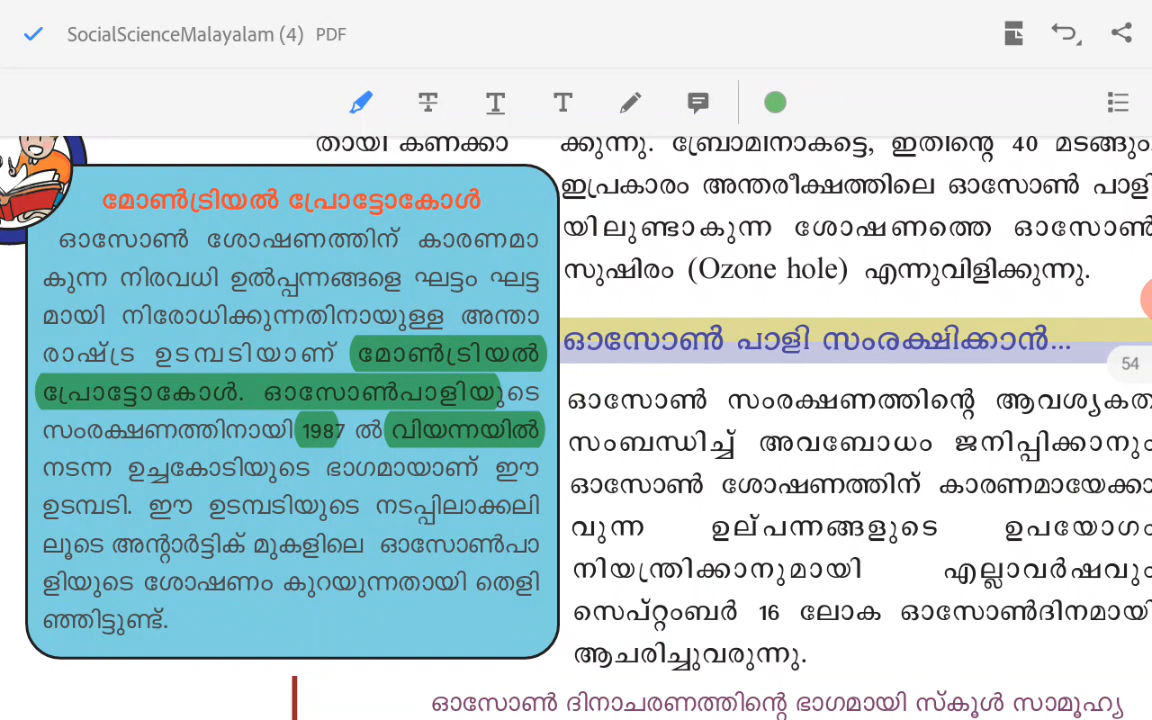 SocialScienceMalayalam (4) PDF
തായി കണക്കാ
മോൺട്രിയൽ പ്രോട്ടോകോൾ
ഓസോൺ ശോഷണത്തിന് കാരണമാ
കുന്ന നിരവധി ഉൽപ്പന്നങ്ങളെ ഘട്ടം ഘട്ട
മായി നിരോധിക്കുന്നതിനായുള്ള അന്താ
രാഷ്ട്ര ഉടമ്പടിയാണ് മോൺട്രിയൽ
പ്രോട്ടോകോൾ. ഓസോൺപാളിയുടെ
സംരക്ഷണത്തിനായി 1987 ൽ വിയന്നയിൽ
നടന്ന ഉച്ചകോടിയുടെ ഭാഗമായാണ് ഈ
ഉടമ്പടി. ഈ ഉടമ്പടിയുടെ നടപ്പിലാക്കലി
ലൂടെ അന്റാർട്ടിക് മുകളിലെ ഓസോൺപാ
ളിയുടെ ശോഷണം കുറയുന്നതായി തെളി
ഞ്ഞിട്ടുണ്ട്.
ക്കുന്നു. ബ്രോമിനാകട്ടെ, ഇതിന്റെ 40 മടങ്ങും.
ഇപ്രകാരം അന്തരീക്ഷത്തിലെ ഓസോൺ പാളി
യിലുണ്ടാകുന്ന ശോഷണത്തെ ഓസോൺ
സുഷിരം (Ozone hole) എന്നുവിളിക്കുന്നു.
ഓസോൺ പാളി സംരക്ഷിക്കാൻ...
54
ഓസോൺ സംരക്ഷണത്തിന്റെ ആവശ്യകത
സംബന്ധിച്ച് അവബോധം ജനിപ്പിക്കാനും
ഓസോൺ ശോഷണത്തിന് കാരണമായേക്കാ
വുന്ന ഉല്പന്നങ്ങളുടെ ഉപയോഗം
നിയന്ത്രിക്കാനുമായി എല്ലാവർഷവും
സെപ്റ്റംബർ 16 ലോക ഓസോൺദിനമായി
ആചരിച്ചുവരുന്നു.
ഓസോൺ ദിനാചരണത്തിന്റെ ഭാഗമായി സ്കൂൾ സാമൂഹ്യ